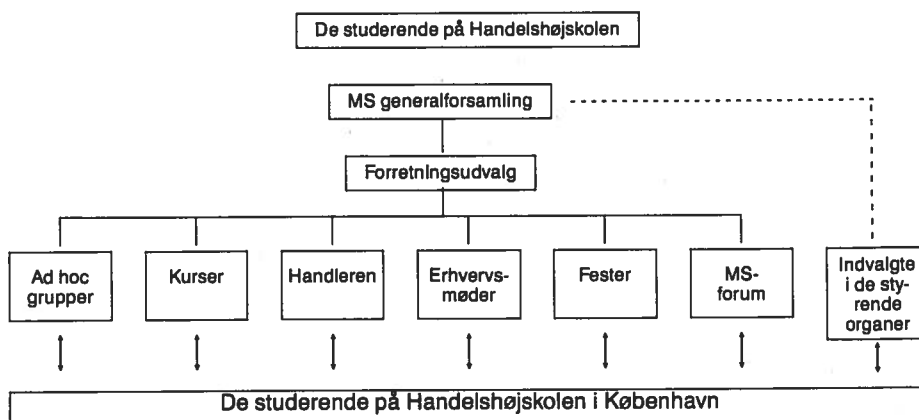 De studerende på Handelshøjskolen
MS generalforsamling
Forretningsudvalg
Ad hoc
grupper
Kurser
Handleren
Erhvervs-
møder
Fester
MS-
forum
Indvalgte
i de sty-
rende
organer
De studerende på Handelshøjskolen i København